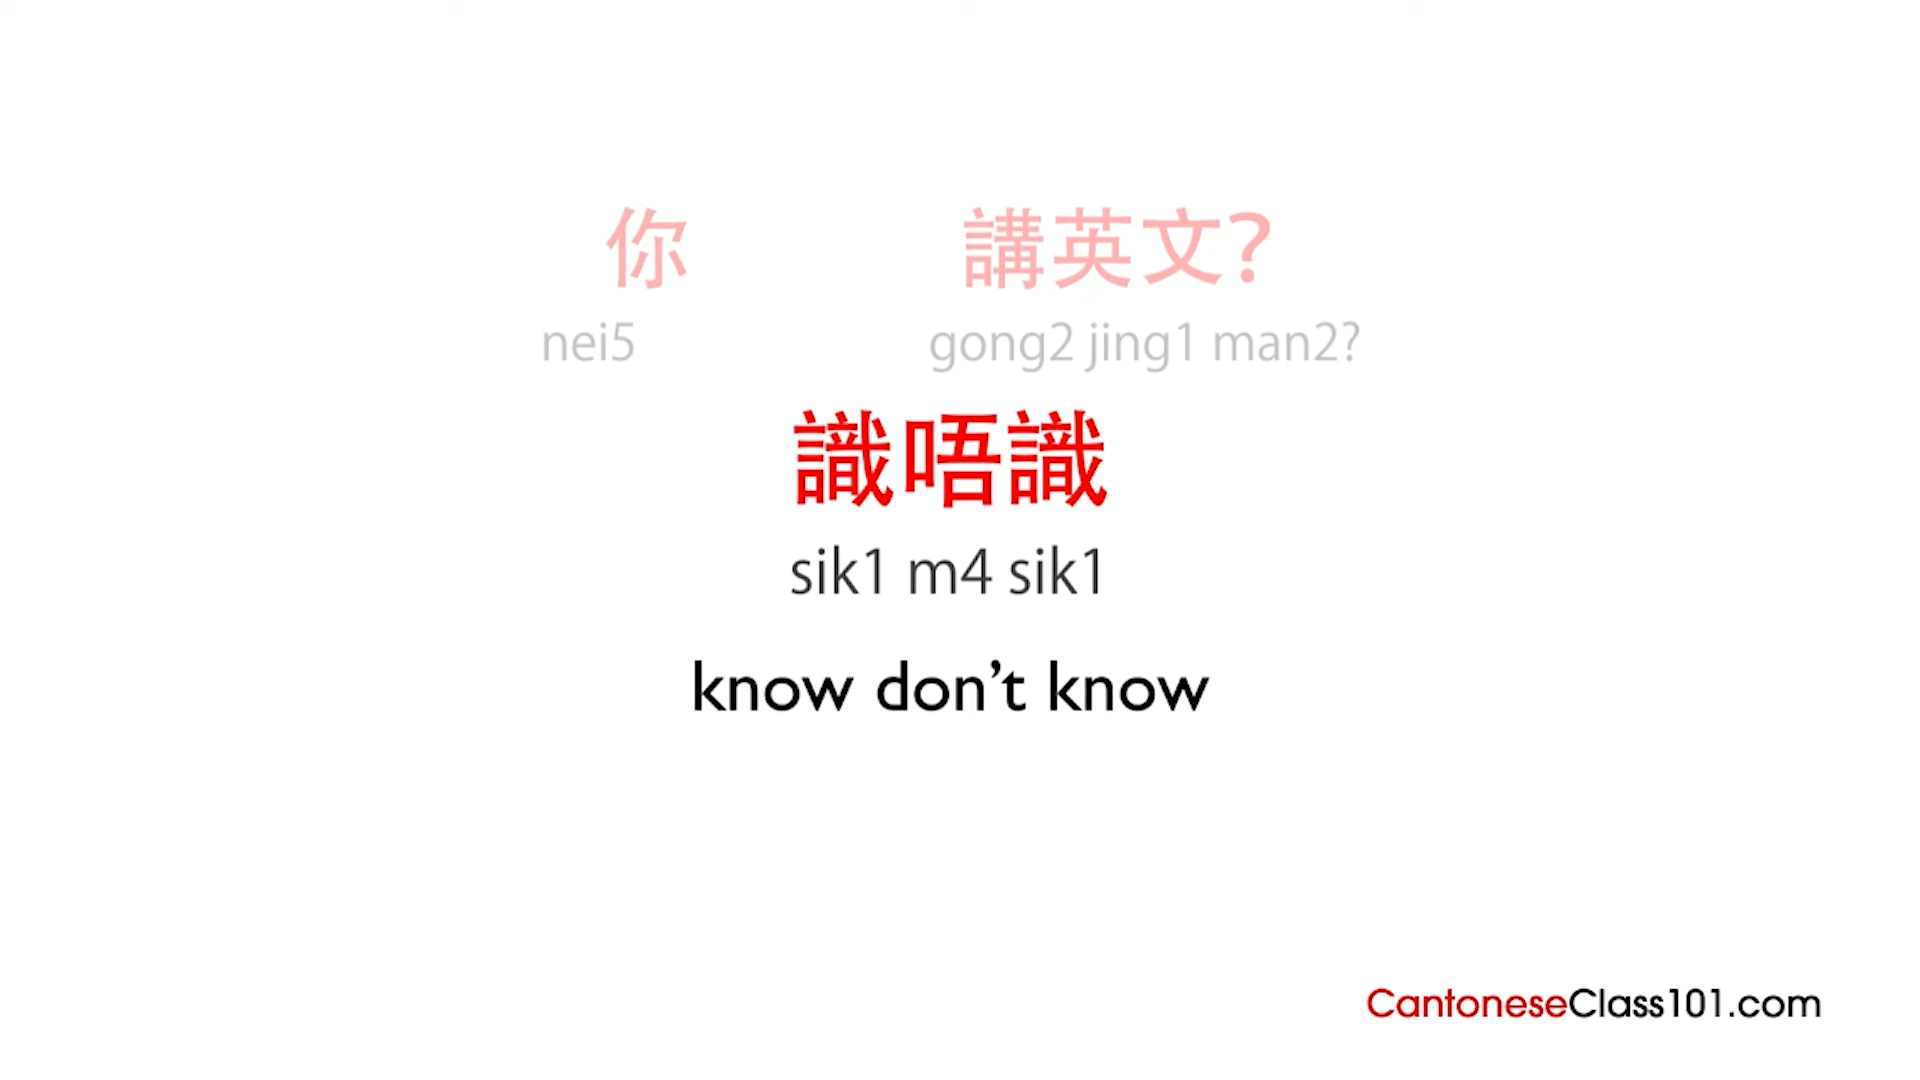 你 講英文?
nei5 gong2 jing1 man2?
識唔識
sik1 m4 sik1
know don't know
CantoneseClass101.com